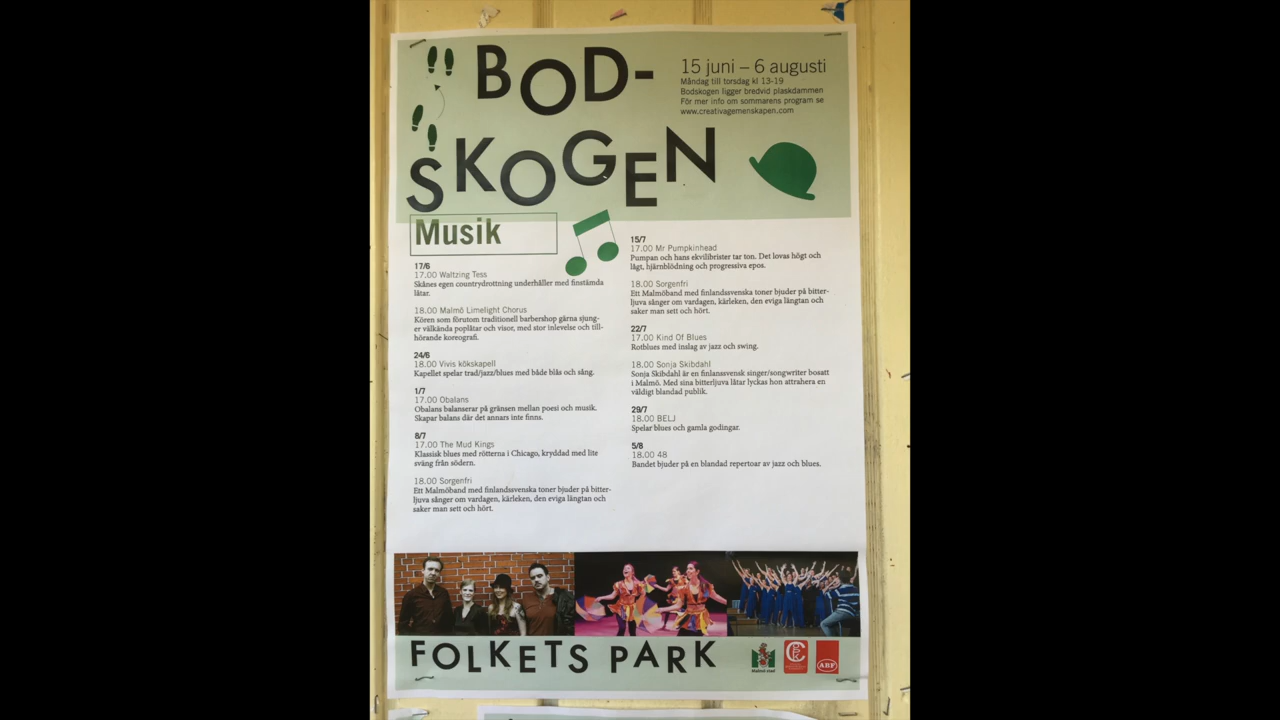 BOD-
SKOGEN
15 juni – 6 augusti
Måndag till torsdag kl 13-19
Bodskogen ligger bredvid plaskdammen
För mer info om sommarens program se
www.creativagemenskapen.com
Musik
17/6
17.00 Waltzing Tess
Skånes egen countrydrottning underhåller med finstämda
låtar.
18.00 Malmö Limelight Chorus
Kören som förutom traditionell barbershop gärna sjung-
er välkända poplåtar och visor, med stor inlevelse och till-
hörande koreografi.
24/6
18.00 Vivis kökskapell
Kapellet spelar trad/jazz/blues med både blås och sång.
1/7
17.00 Obalans
Obalans balanserar på gränsen mellan poesi och musik.
Skapar balans där det annars inte finns.
8/7
17.00 The Mud Kings
Klassisk blues med rötterna i Chicago, kryddad med lite
sväng från södern.
18.00 Sorgenfri
Ett Malmöband med finlandssvenska toner bjuder på bitter-
ljuva sånger om vardagen, kärleken, den eviga längtan och
saker man sett och hört.
15/7
17.00 Mr Pumpkinhead
Pumpan och hans ekvilibrister tar ton. Det lovas högt och
lågt, hjärnblödning och progressiva epos.
18.00 Sorgenfri
Ett Malmöband med finlandssvenska toner bjuder på bitter-
ljuva sånger om vardagen, kärleken, den eviga längtan och
saker man sett och hört.
22/7
17.00 Kind Of Blues
Rotblues med inslag av jazz och swing.
18.00 Sonja Skibdahl
Sonja Skibdahl är en finlanssvensk singer/songwriter bosatt
i Malmö. Med sina bitterljuva låtar lyckas hon attrahera en
väldigt blandad publik.
29/7
18.00 BELJ
Spelar blues och gamla godingar.
5/8
18.00 48
Bandet bjuder på en blandad repertoar av jazz och blues.
FOLKETS PARK
Malmö stad
ABF